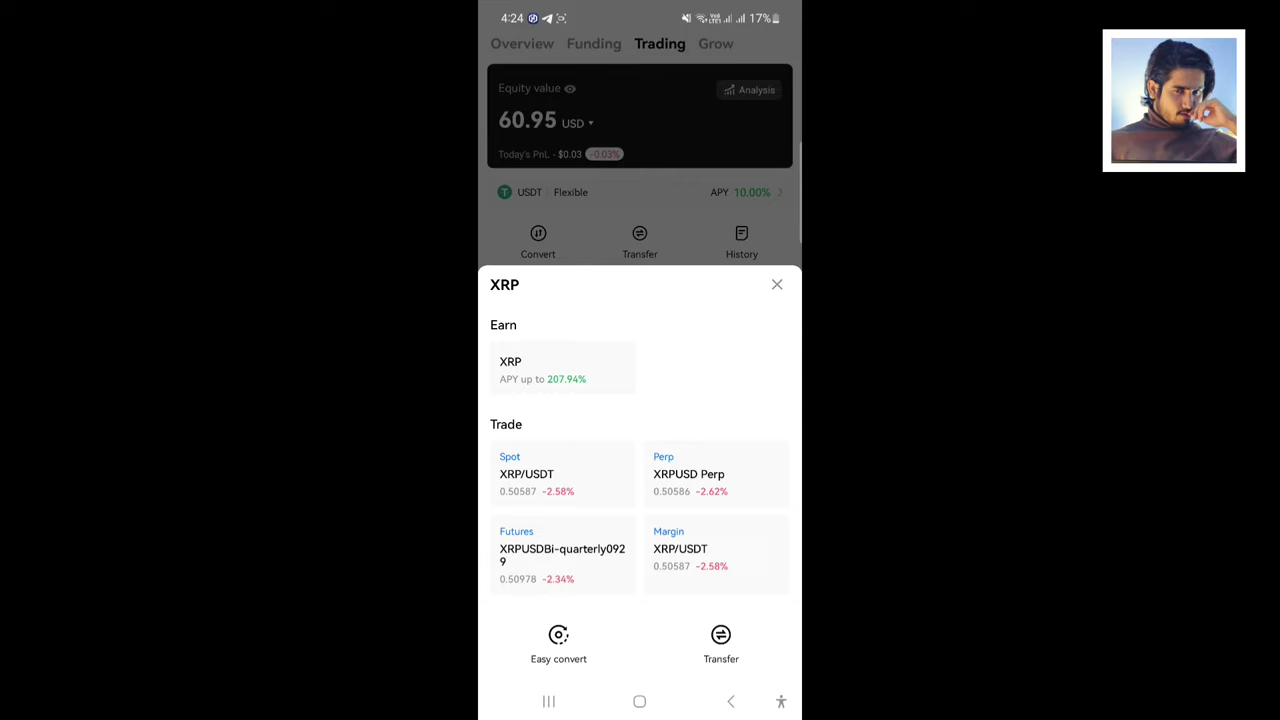 4:24 17%
Overview Funding Trading Grow
Equity value Analysis
60.95 USD
Today's PnL - $0.03 -0.03%
USDT Flexible APY 10.00%
Convert Transfer History
XRP
Earn
XRP
APY up to 207.94%
Trade
Spot
XRP/USDT
0.50587 -2.58%
Perp
XRPUSD Perp
0.50586 -2.62%
Futures
XRPUSDBi-quarterly092
9
0.50978 -2.34%
Margin
XRP/USDT
0.50587 -2.58%
Easy convert Transfer